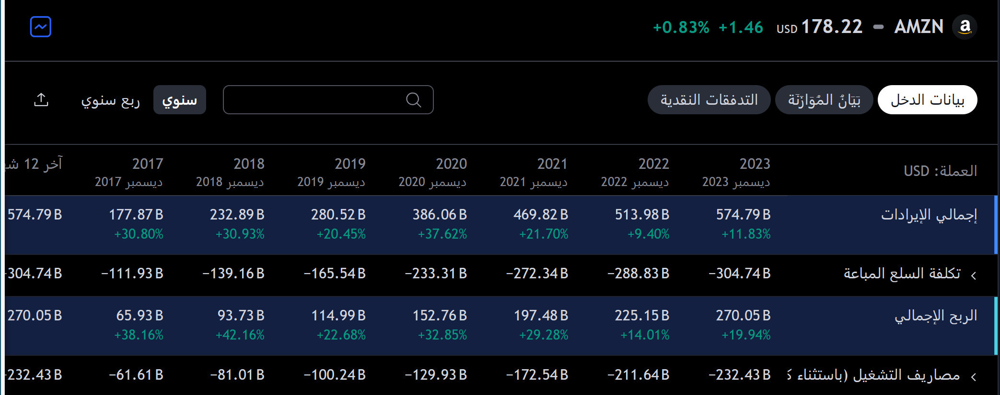 AMZN – 178.22 USD +1.46 +0.83%
بيانات الدخل بَيَانُ المُوَازَنَة التدفقات النقدية سنوي ربع سنوي
العملة: USD 2023 2022 2021 2020 2019 2018 2017 آخر 12
ديسمبر 2023 ديسمبر 2022 ديسمبر 2021 ديسمبر 2020 ديسمبر 2019 ديسمبر 2018 ديسمبر 2017
إجمالي الإيرادات 574.79 B 513.98 B 469.82 B 386.06 B 280.52 B 232.89 B 177.87 B 574.79 B
+11.83% +9.40% +21.70% +37.62% +20.45% +30.93% +30.80%
تكلفة السلع المباعة −304.74 B −288.83 B −272.34 B −233.31 B −165.54 B −139.16 B −111.93 B −304.74 B
الربح الإجمالي 270.05 B 225.15 B 197.48 B 152.76 B 114.99 B 93.73 B 65.93 B 270.05 B
+19.94% +14.01% +29.28% +32.85% +22.68% +42.16% +38.16%
مصاريف التشغيل (باستثناء −232.43 B −211.64 B −172.54 B −129.93 B −100.24 B −81.01 B −61.61 B −232.43 B